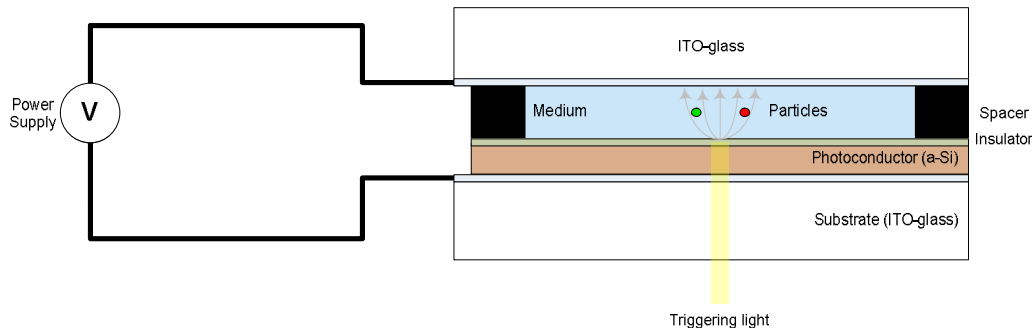 ITO-glass
Power
Supply
V
Medium
Particles
Spacer
Insulator
Photoconductor (a-Si)
Substrate (ITO-glass)
Triggering light